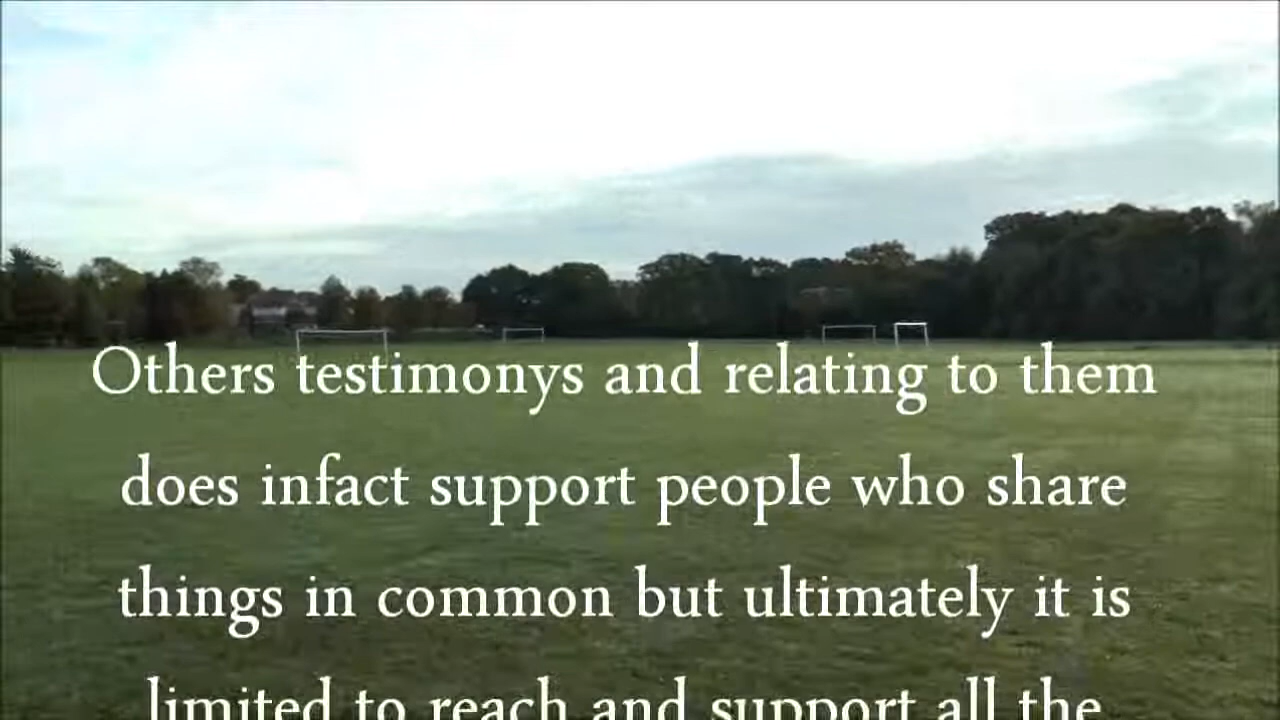 Others testimonys and relating to them
does infact support people who share
things in common but ultimately it is
limited to reach and support all the